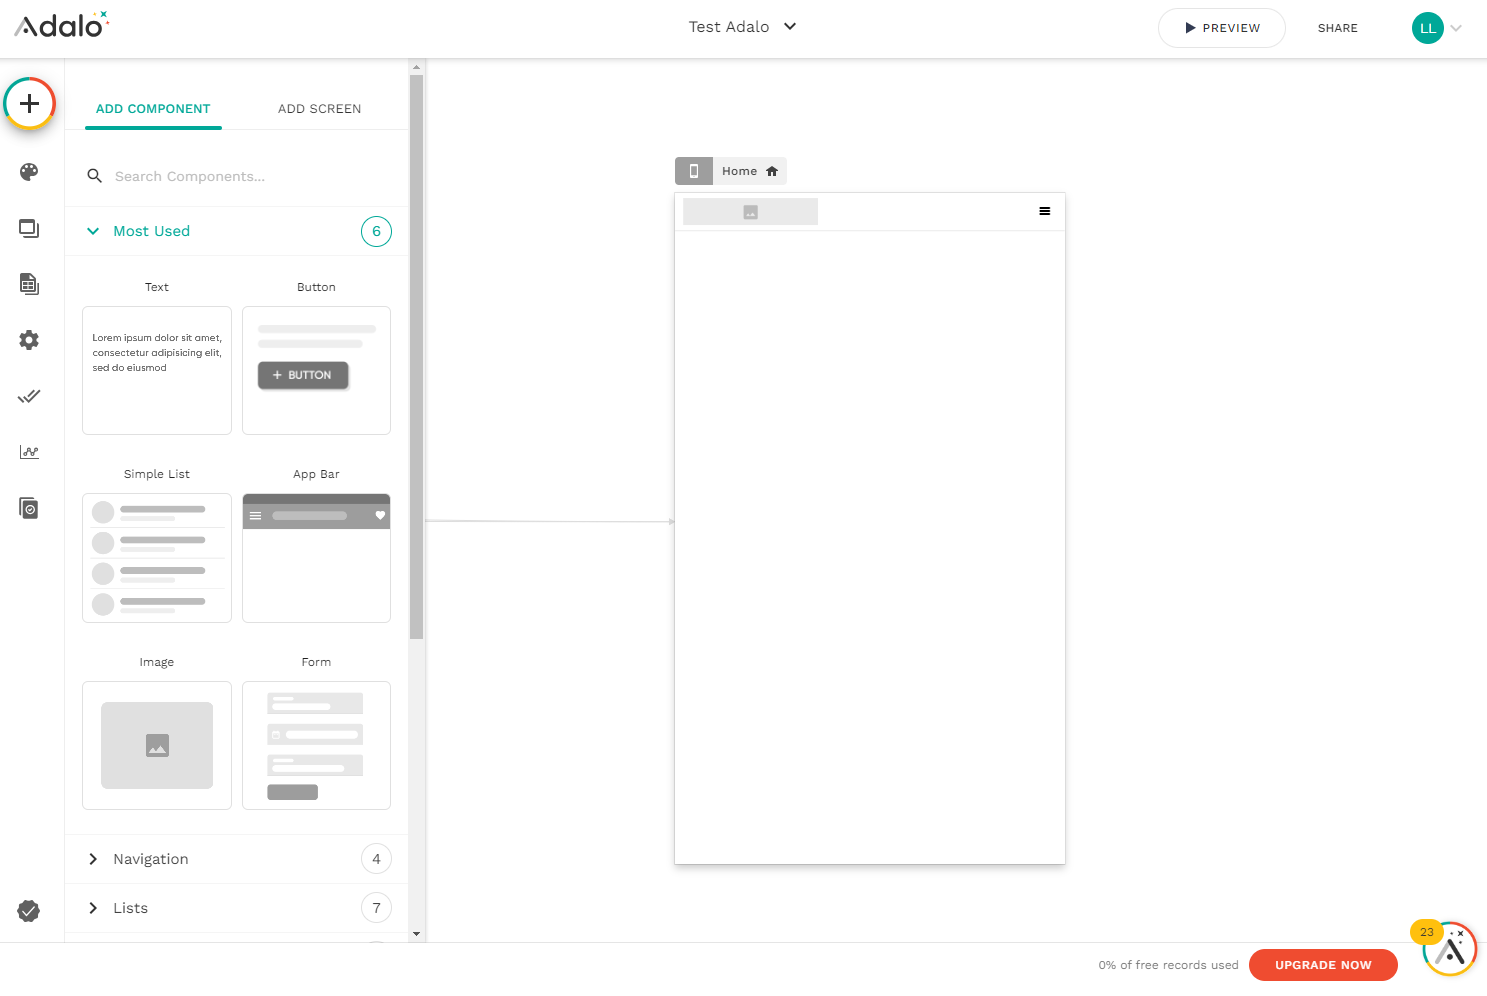 Adalo
Test Adalo
PREVIEW
SHARE
LL
ADD COMPONENT
ADD SCREEN
Search Components...
Most Used
6
Text
Button
Lorem ipsum dolor sit amet,
consectetur adipisicing elit,
sed do eiusmod
+ BUTTON
Simple List
App Bar
Image
Form
Navigation
4
Lists
7
Home
0% of free records used
UPGRADE NOW
23